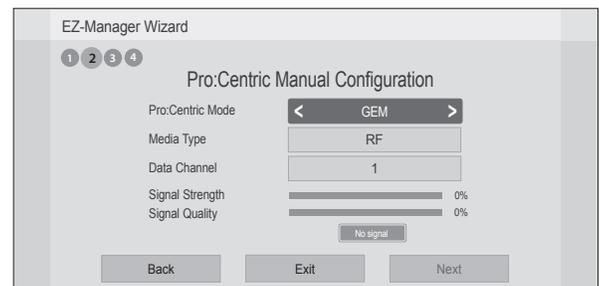 EZ-Manager Wizard
1 2 3 4
Pro:Centric Manual Configuration
Pro:Centric Mode < GEM >
Media Type RF
Data Channel 1
Signal Strength 0%
Signal Quality 0%
No signal
Back Exit Next